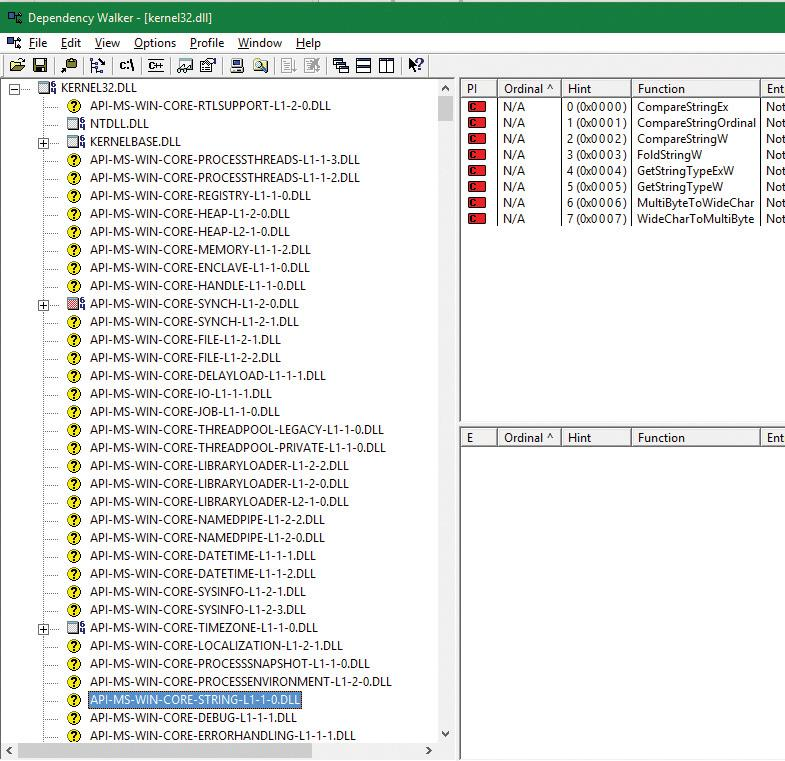 Dependency Walker - [kernel32.dll]
File Edit View Options Profile Window Help
c:\ C++
KERNEL32.DLL
API-MS-WIN-CORE-RTLSUPPORT-L1-2-0.DLL
NTDLL.DLL
KERNELBASE.DLL
API-MS-WIN-CORE-PROCESSTHREADS-L1-1-3.DLL
API-MS-WIN-CORE-PROCESSTHREADS-L1-1-2.DLL
API-MS-WIN-CORE-REGISTRY-L1-1-0.DLL
API-MS-WIN-CORE-HEAP-L1-2-0.DLL
API-MS-WIN-CORE-HEAP-L2-1-0.DLL
API-MS-WIN-CORE-MEMORY-L1-1-2.DLL
API-MS-WIN-CORE-ENCLAVE-L1-1-0.DLL
API-MS-WIN-CORE-HANDLE-L1-1-0.DLL
API-MS-WIN-CORE-SYNCH-L1-2-0.DLL
API-MS-WIN-CORE-SYNCH-L1-2-1.DLL
API-MS-WIN-CORE-FILE-L1-2-1.DLL
API-MS-WIN-CORE-FILE-L1-2-2.DLL
API-MS-WIN-CORE-DELAYLOAD-L1-1-1.DLL
API-MS-WIN-CORE-IO-L1-1-1.DLL
API-MS-WIN-CORE-JOB-L1-1-0.DLL
API-MS-WIN-CORE-THREADPOOL-LEGACY-L1-1-0.DLL
API-MS-WIN-CORE-THREADPOOL-PRIVATE-L1-1-0.DLL
API-MS-WIN-CORE-LIBRARYLOADER-L1-2-2.DLL
API-MS-WIN-CORE-LIBRARYLOADER-L1-2-0.DLL
API-MS-WIN-CORE-LIBRARYLOADER-L2-1-0.DLL
API-MS-WIN-CORE-NAMEDPIPE-L1-2-2.DLL
API-MS-WIN-CORE-NAMEDPIPE-L1-2-0.DLL
API-MS-WIN-CORE-DATETIME-L1-1-1.DLL
API-MS-WIN-CORE-DATETIME-L1-1-2.DLL
API-MS-WIN-CORE-SYSINFO-L1-2-1.DLL
API-MS-WIN-CORE-SYSINFO-L1-2-3.DLL
API-MS-WIN-CORE-TIMEZONE-L1-1-0.DLL
API-MS-WIN-CORE-LOCALIZATION-L1-2-1.DLL
API-MS-WIN-CORE-PROCESSSNAPSHOT-L1-1-0.DLL
API-MS-WIN-CORE-PROCESSENVIRONMENT-L1-2-0.DLL
API-MS-WIN-CORE-STRING-L1-1-0.DLL
API-MS-WIN-CORE-DEBUG-L1-1-1.DLL
API-MS-WIN-CORE-ERRORHANDLING-L1-1-1.DLL
PI Ordinal ^ Hint Function Ent
C N/A 0 (0x0000) CompareStringEx Not
C N/A 1 (0x0001) CompareStringOrdinal Not
C N/A 2 (0x0002) CompareStringW Not
C N/A 3 (0x0003) FoldStringW Not
C N/A 4 (0x0004) GetStringTypeExW Not
C N/A 5 (0x0005) GetStringTypeW Not
C N/A 6 (0x0006) MultiByteToWideChar Not
C N/A 7 (0x0007) WideCharToMultiByte Not
E Ordinal ^ Hint Function Ent